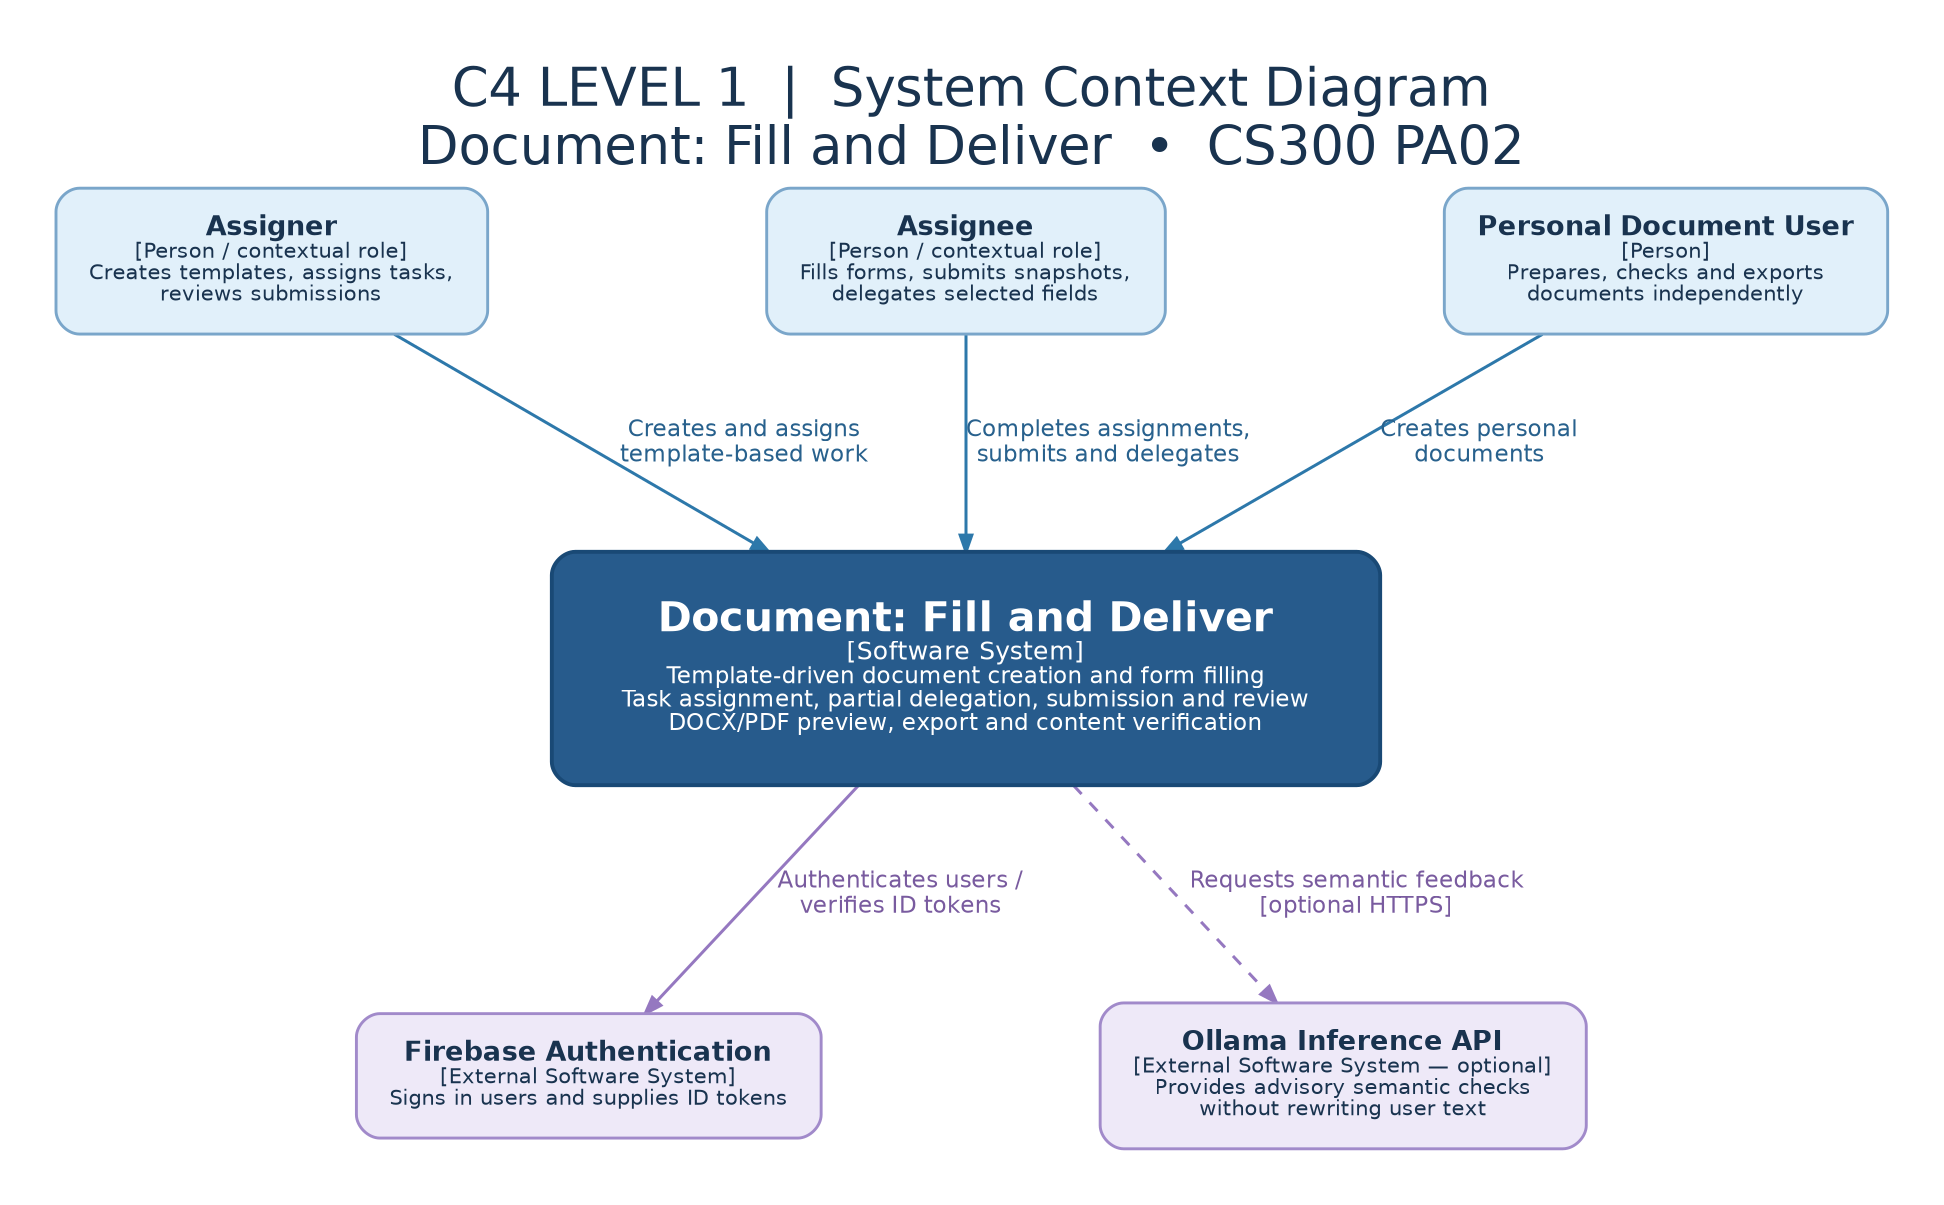 C4 LEVEL 1 | System Context Diagram
Document: Fill and Deliver • CS300 PA02
Assigner
[Person / contextual role]
Creates templates, assigns tasks,
reviews submissions
Assignee
[Person / contextual role]
Fills forms, submits snapshots,
delegates selected fields
Personal Document User
[Person]
Prepares, checks and exports
documents independently
Creates and assigns
template-based work
Completes assignments,
submits and delegates
Creates personal
documents
Document: Fill and Deliver
[Software System]
Template-driven document creation and form filling
Task assignment, partial delegation, submission and review
DOCX/PDF preview, export and content verification
Authenticates users /
verifies ID tokens
Requests semantic feedback
[optional HTTPS]
Firebase Authentication
[External Software System]
Signs in users and supplies ID tokens
Ollama Inference API
[External Software System — optional]
Provides advisory semantic checks
without rewriting user text